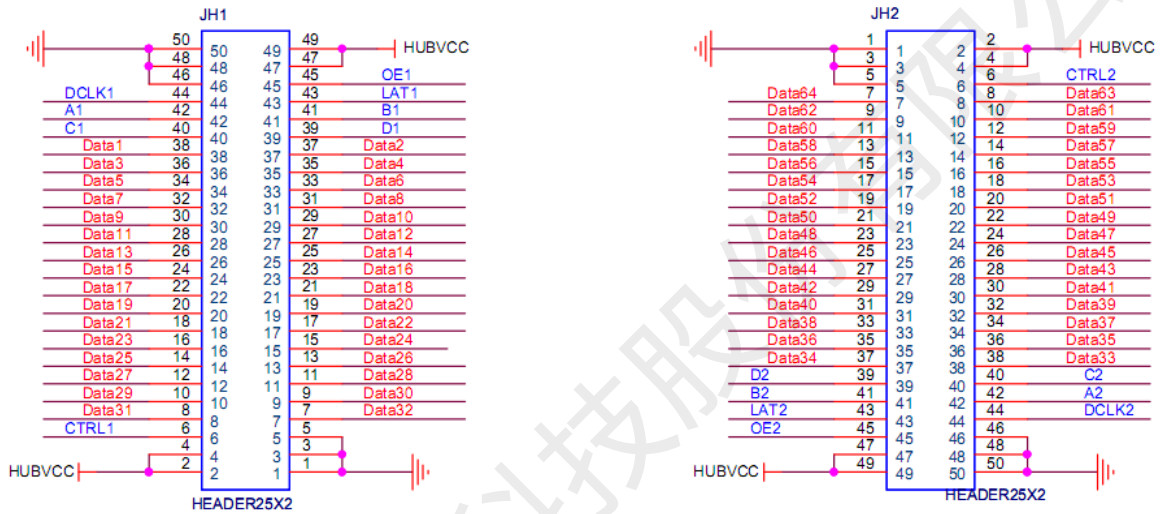 JH1
50 50 49 49 HUBVCC
48 48 47 47
46 46 45 45 OE1
DCLK1 44 44 43 43 LAT1
A1 42 42 41 41 B1
C1 40 40 39 39 D1
Data1 38 38 37 37 Data2
Data3 36 36 35 35 Data4
Data5 34 34 33 33 Data6
Data7 32 32 31 31 Data8
Data9 30 30 29 29 Data10
Data11 28 28 27 27 Data12
Data13 26 26 25 25 Data14
Data15 24 24 23 23 Data16
Data17 22 22 21 21 Data18
Data19 20 20 19 19 Data20
Data21 18 18 17 17 Data22
Data23 16 16 15 15 Data24
Data25 14 14 13 13 Data26
Data27 12 12 11 11 Data28
Data29 10 10 9 9 Data30
Data31 8 8 7 7 Data32
CTRL1 6 6 5 5
4 4 3 3
HUBVCC 2 2 1 1
HEADER25X2
JH2
1 1 2 2 HUBVCC
3 3 4 4
5 5 6 6 CTRL2
Data64 7 7 8 8 Data63
Data62 9 9 10 10 Data61
Data60 11 11 12 12 Data59
Data58 13 13 14 14 Data57
Data56 15 15 16 16 Data55
Data54 17 17 18 18 Data53
Data52 19 19 20 20 Data51
Data50 21 21 22 22 Data49
Data48 23 23 24 24 Data47
Data46 25 25 26 26 Data45
Data44 27 27 28 28 Data43
Data42 29 29 30 30 Data41
Data40 31 31 32 32 Data39
Data38 33 33 34 34 Data37
Data36 35 35 36 36 Data35
Data34 37 37 38 38 Data33
D2 39 39 40 40 C2
B2 41 41 42 42 A2
LAT2 43 43 44 44 DCLK2
OE2 45 45 46 46
47 47 48 48
HUBVCC 49 49 50 50
HEADER25X2
科技股份有限公